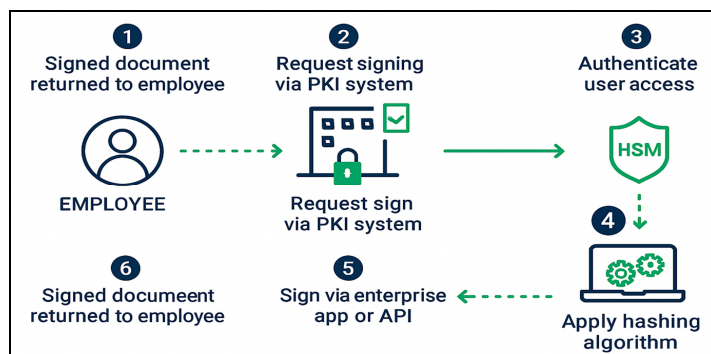 1
Signed document
returned to employee
2
Request signing
via PKI system
3
Authenticate
user access
EMPLOYEE
Request sign
via PKI system
HSM
4
Apply hashing
algorithm
5
Sign via enterprise
app or API
6
Signed documeent
returned to employee